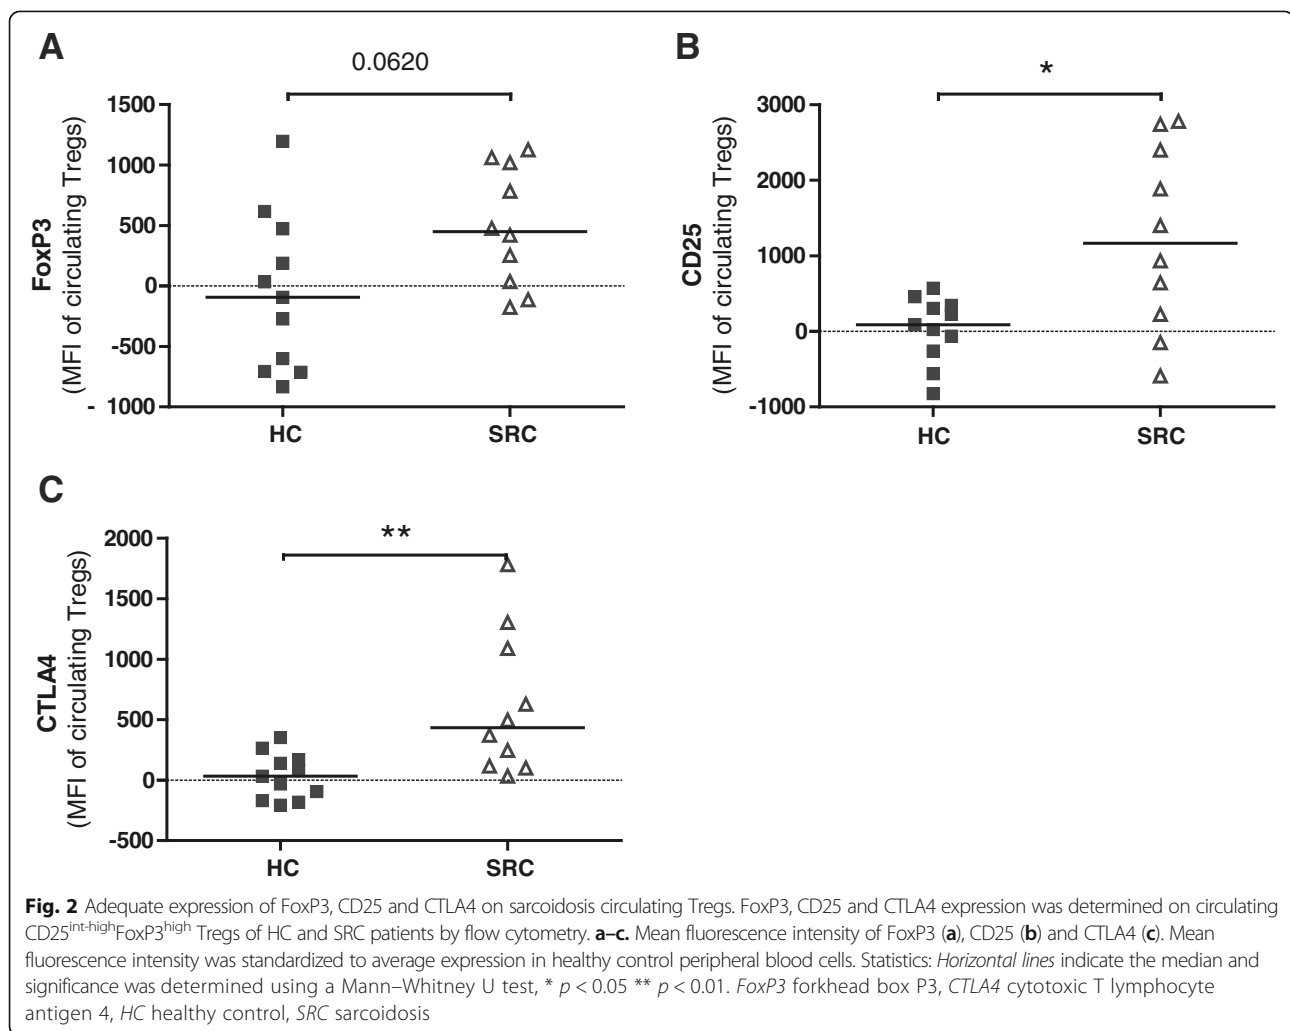 A
0.0620
FoxP3
(MFI of circulating Tregs)
1500
1000
500
0
-500
- 1000
HC SRC
B
*
CD25
(MFI of circulating Tregs)
3000
2000
1000
0
-1000
HC SRC
C
**
CTLA4
(MFI of circulating Tregs)
2000
1500
1000
500
0
-500
HC SRC
Fig. 2 Adequate expression of FoxP3, CD25 and CTLA4 on sarcoidosis circulating Tregs. FoxP3, CD25 and CTLA4 expression was determined on circulating
CD25int-highFoxP3high Tregs of HC and SRC patients by flow cytometry. a–c. Mean fluorescence intensity of FoxP3 (a), CD25 (b) and CTLA4 (c). Mean
fluorescence intensity was standardized to average expression in healthy control peripheral blood cells. Statistics: Horizontal lines indicate the median and
significance was determined using a Mann–Whitney U test, * p < 0.05 ** p < 0.01. FoxP3 forkhead box P3, CTLA4 cytotoxic T lymphocyte
antigen 4, HC healthy control, SRC sarcoidosis